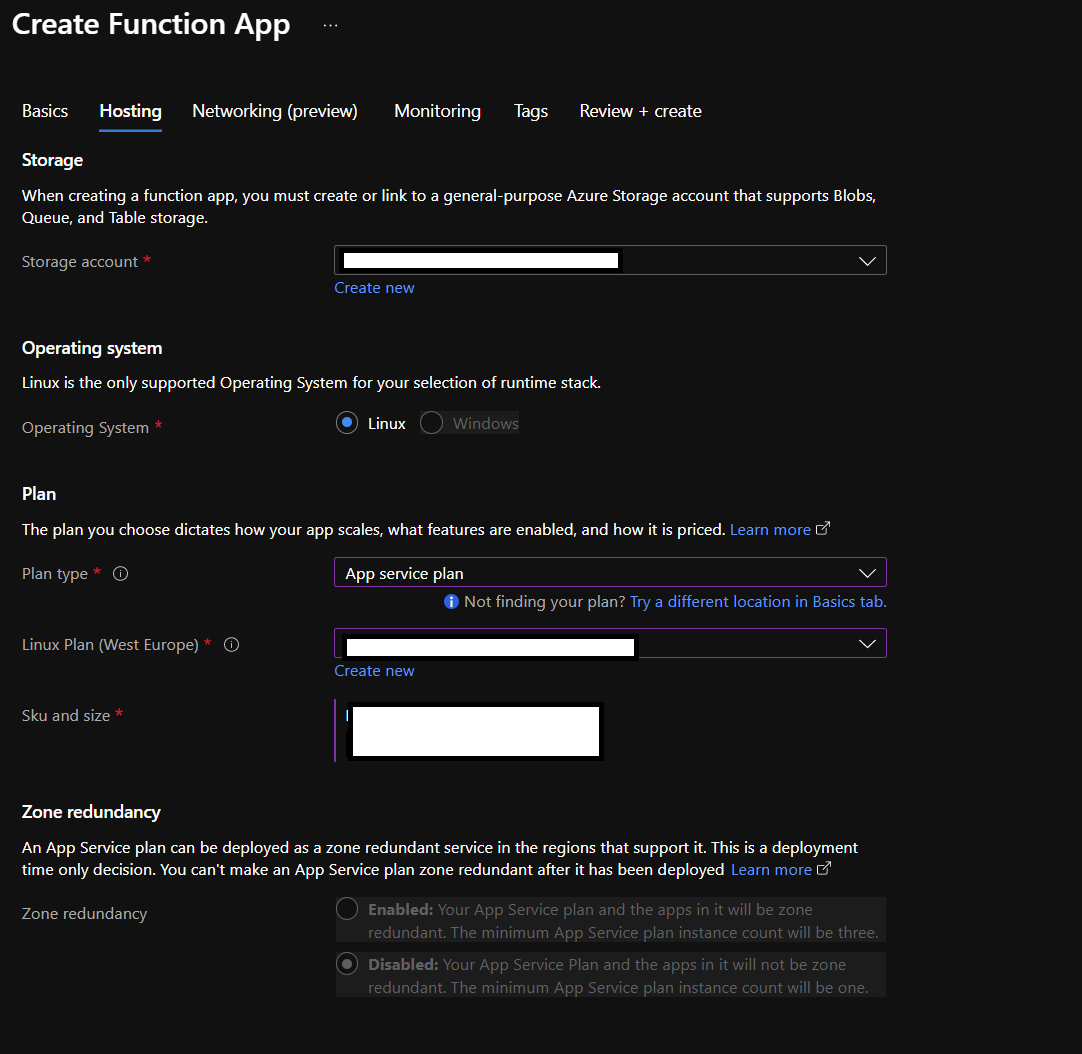 Create Function App ...
Basics Hosting Networking (preview) Monitoring Tags Review + create
Storage
When creating a function app, you must create or link to a general-purpose Azure Storage account that supports Blobs,
Queue, and Table storage.
Storage account *
Create new
Operating system
Linux is the only supported Operating System for your selection of runtime stack.
Operating System * Linux Windows
Plan
The plan you choose dictates how your app scales, what features are enabled, and how it is priced. Learn more
Plan type * App service plan
Not finding your plan? Try a different location in Basics tab.
Linux Plan (West Europe) *
Create new
Sku and size *
Zone redundancy
An App Service plan can be deployed as a zone redundant service in the regions that support it. This is a deployment
time only decision. You can't make an App Service plan zone redundant after it has been deployed Learn more
Zone redundancy
Enabled: Your App Service plan and the apps in it will be zone
redundant. The minimum App Service plan instance count will be three.
Disabled: Your App Service Plan and the apps in it will not be zone
redundant. The minimum App Service plan instance count will be one.